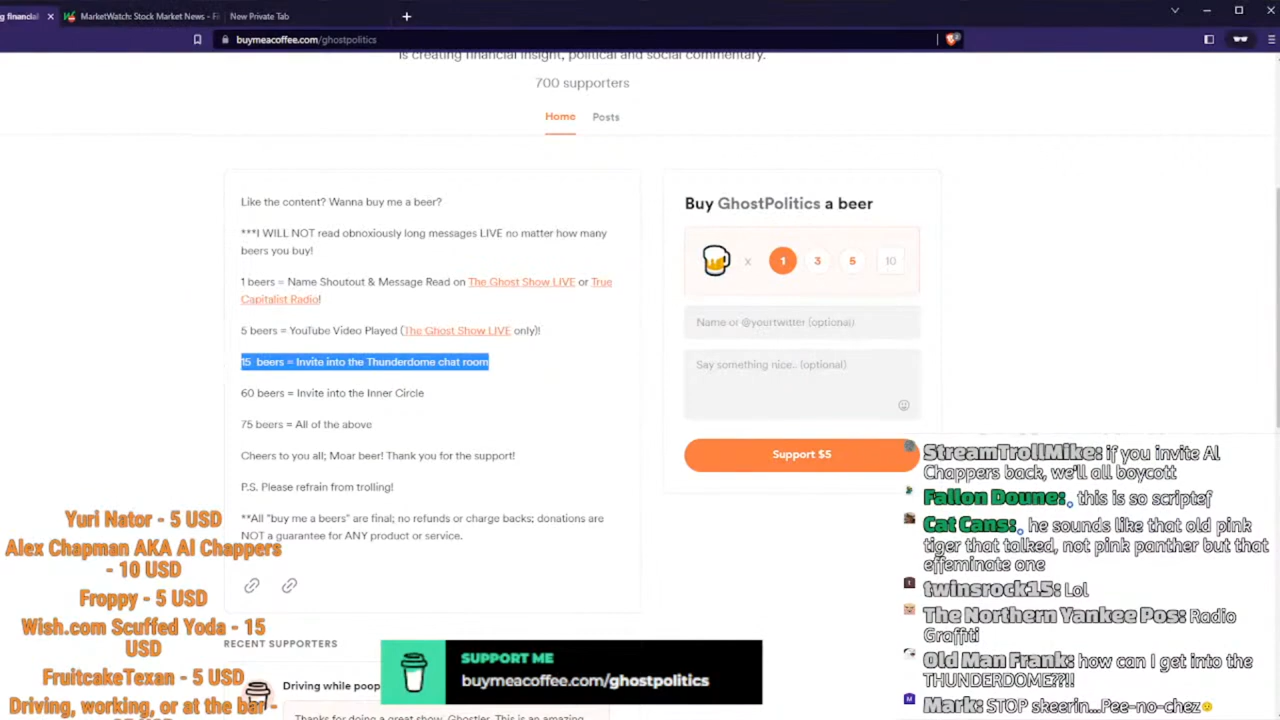 g financial
MarketWatch: Stock Market News - Fi
New Private Tab
buymeacoffee.com/ghostpolitics
is creating financial insight, political and social commentary.
700 supporters
Home
Posts
Like the content? Wanna buy me a beer?
***I WILL NOT read obnoxiously long messages LIVE no matter how many
beers you buy!
1 beers = Name Shoutout & Message Read on The Ghost Show LIVE or True
Capitalist Radio!
5 beers = YouTube Video Played (The Ghost Show LIVE only)!
15 beers = Invite into the Thunderdome chat room
60 beers = Invite into the Inner Circle
75 beers = All of the above
Cheers to you all; Moar beer! Thank you for the support!
P.S. Please refrain from trolling!
**All "buy me a beers" are final; no refunds or charge backs; donations are
NOT a guarantee for ANY product or service.
RECENT SUPPORTERS
Driving while poop
Thanks for doing a great show, Ghostler. This is an amazing
Buy GhostPolitics a beer
x 1 3 5 10
Name or @yourtwitter (optional)
Say something nice.. (optional)
Support $5
Yuri Nator - 5 USD
Alex Chapman AKA Al Chappers
- 10 USD
Froppy - 5 USD
Wish.com Scuffed Yoda - 15
USD
FruitcakeTexan - 5 USD
Driving, working, or at the bar -
SUPPORT ME
buymeacoffee.com/ghostpolitics
StreamTrollMike: if you invite Al
Chappers back, we'll all boycott
Fallon Doune: this is so scriptef
Cat Cans: he sounds like that old pink
tiger that talked, not pink panther but that
effeminate one
twinsrock15: Lol
The Northern Yankee Pos: Radio
Graffiti
Old Man Frank: how can I get into the
THUNDERDOME???!!
Mark: STOP skeerin...Pee-no-chez